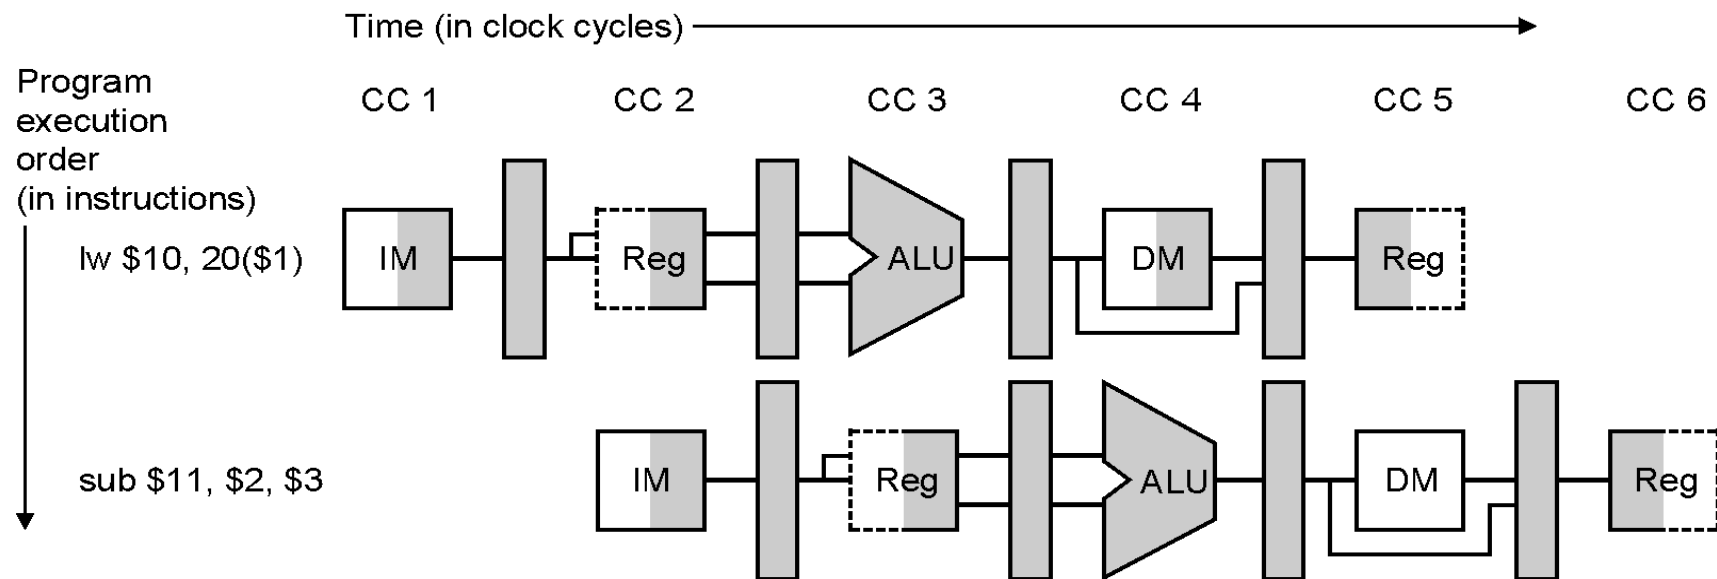 Time (in clock cycles)
Program
execution
order
(in instructions)
CC 1 CC 2 CC 3 CC 4 CC 5 CC 6
lw $10, 20($1) IM Reg ALU DM Reg
sub $11, $2, $3 IM Reg ALU DM Reg